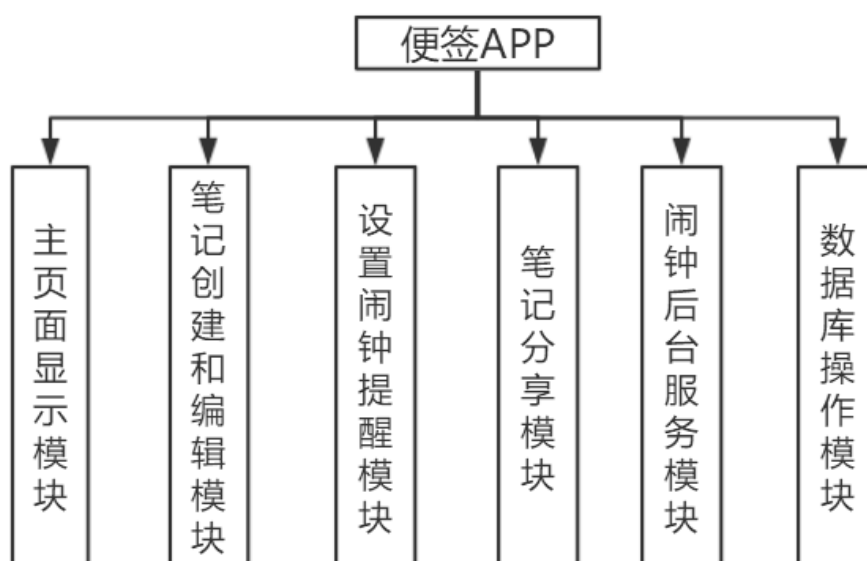 便签APP
主页面显示模块
笔记创建和编辑模块
设置闹钟提醒模块
笔记分享模块
闹钟后台服务模块
数据库操作模块